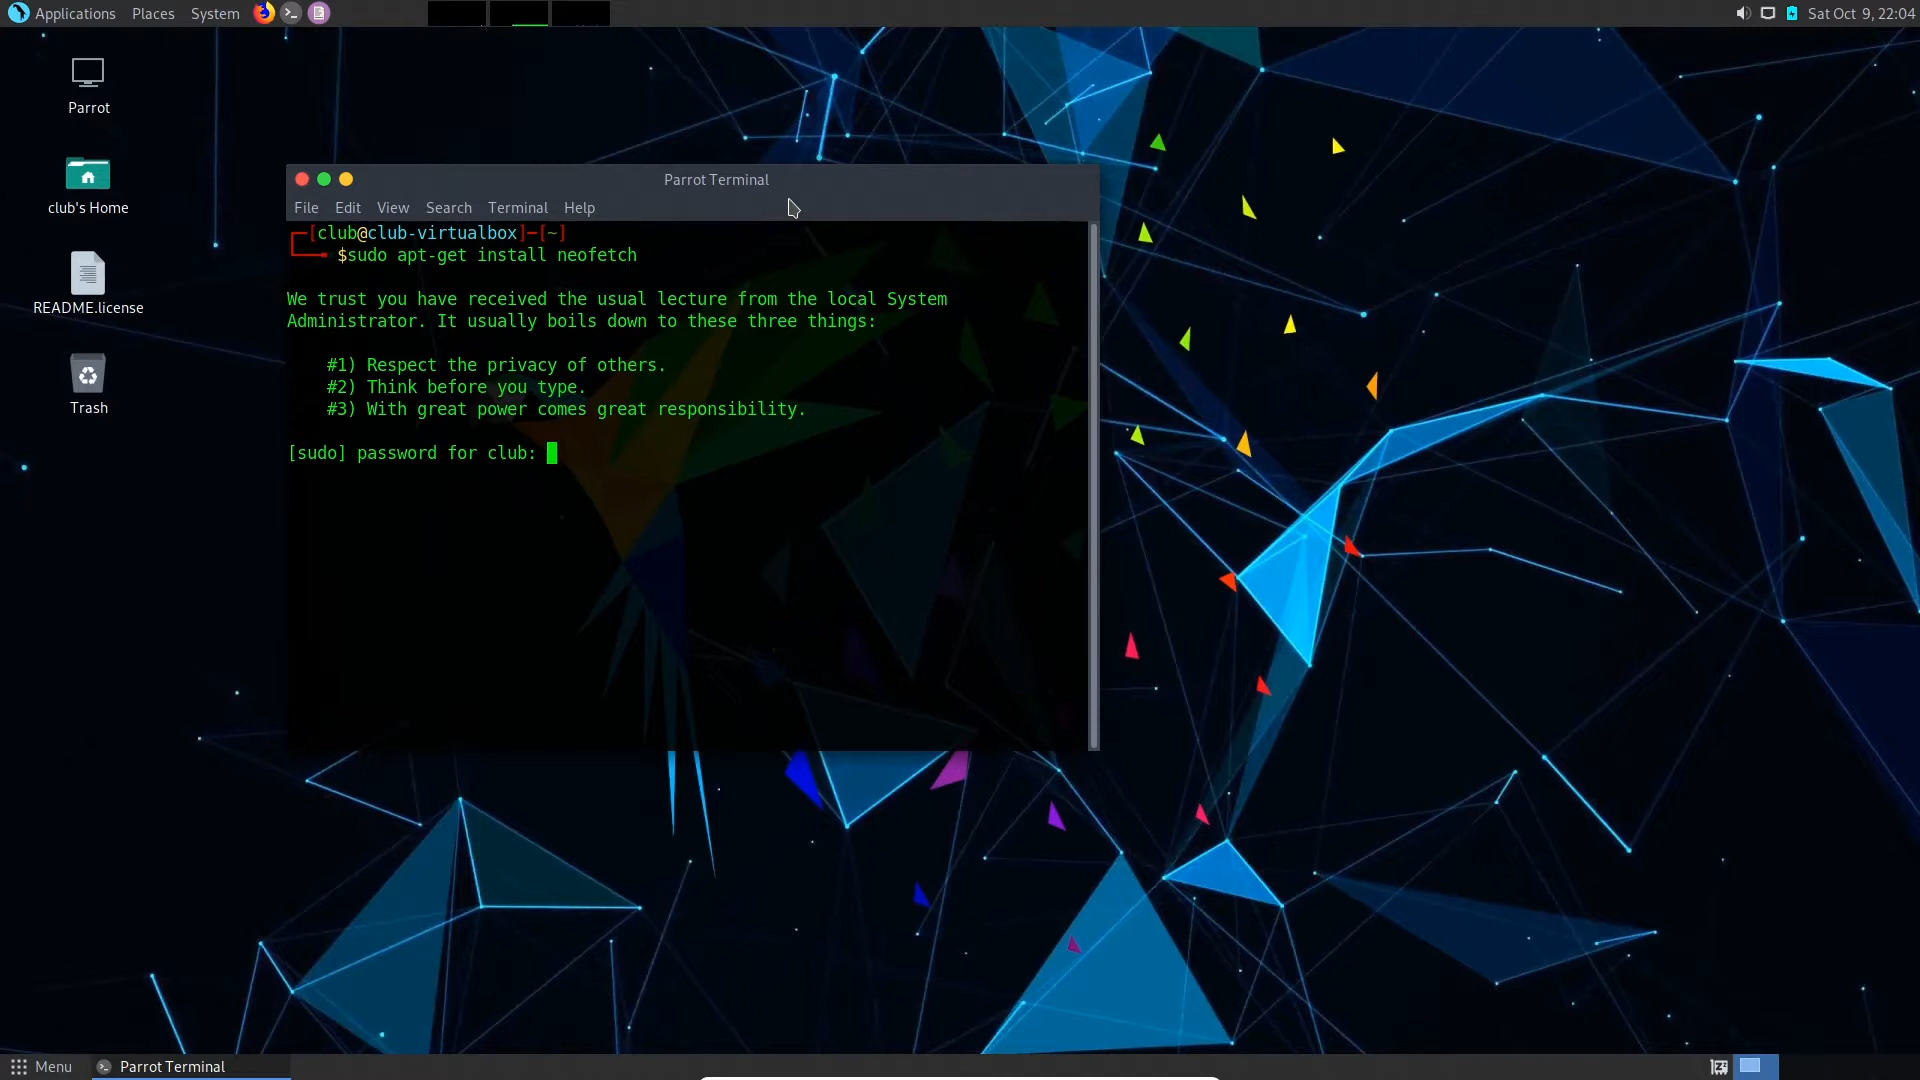 Applications Places System
Sat Oct 9, 22:04
Parrot
club's Home
README.license
Trash
Parrot Terminal
File Edit View Search Terminal Help
[club@club-virtualbox]-[~]
$sudo apt-get install neofetch
We trust you have received the usual lecture from the local System
Administrator. It usually boils down to these three things:
#1) Respect the privacy of others.
#2) Think before you type.
#3) With great power comes great responsibility.
[sudo] password for club:
Menu Parrot Terminal